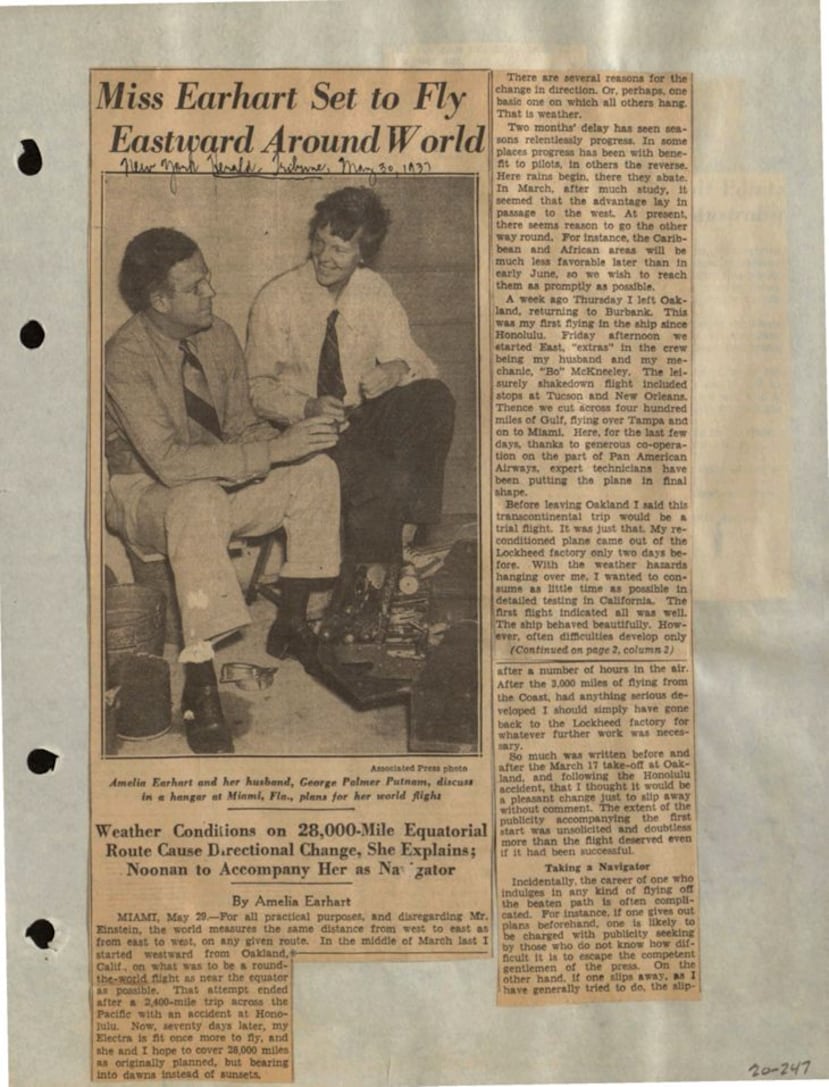 Miss Earhart Set to Fly
Eastward Around World
New York Herald Tribune, May 30, 1937
Associated Press photo
Amelia Earhart and her husband, George Palmer Putnam, discuss
in a hangar at Miami, Fla., plans for her world flight
Weather Conditions on 28,000-Mile Equatorial
Route Cause Directional Change, She Explains;
Noonan to Accompany Her as Na gator
By Amelia Earhart
MIAMI, May 29.—For all practical purposes, and disregarding Mr.
Einstein, the world measures the same distance from west to east as
from east to west, on any given route. In the middle of March last I
started westward from Oakland,
Calif., on what was to be a round-
the-world flight as near the equator
as possible. That attempt ended
after a 2,400-mile trip across the
Pacific with an accident at Hono-
lulu. Now, seventy days later, my
Electra is fit once more to fly, and
she and I hope to cover 28,000 miles
as originally planned, but bearing
into dawns instead of sunsets.
There are several reasons for the
change in direction. Or, perhaps, one
basic one on which all others hang.
That is weather.
Two months' delay has seen sea-
sons relentlessly progress. In some
places progress has been with bene-
fit to pilots, in others the reverse.
Here rains begin, there they abate.
In March, after much study, it
seemed that the advantage lay in
passage to the west. At present,
there seems reason to go the other
way round. For instance, the Carib-
bean and African areas will be
much less favorable later than in
early June, so we wish to reach
them as promptly as possible.
A week ago Thursday I left Oak-
land, returning to Burbank. This
was my first flying in the ship since
Honolulu. Friday afternoon we
started East, "extras" in the crew
being my husband and my me-
chanic, "Bo" McKneeley. The lei-
surely shakedown flight included
stops at Tucson and New Orleans.
Thence we cut across four hundred
miles of Gulf, flying over Tampa and
on to Miami. Here, for the last few
days, thanks to generous co-opera-
tion on the part of Pan American
Airways, expert technicians have
been putting the plane in final
shape.
Before leaving Oakland I said this
transcontinental trip would be a
trial flight. It was just that. My re-
conditioned plane came out of the
Lockheed factory only two days be-
fore. With the weather hazards
hanging over me, I wanted to con-
sume as little time as possible in
detailed testing in California. The
first flight indicated all was well.
The ship behaved beautifully. How-
ever, often difficulties develop only
(Continued on page 2, column 2)
after a number of hours in the air.
After the 3,000 miles of flying from
the Coast, had anything serious de-
veloped I should simply have gone
back to the Lockheed factory for
whatever further work was neces-
sary.
So much was written before and
after the March 17 take-off at Oak-
land, and following the Honolulu
accident, that I thought it would be
a pleasant change just to slip away
without comment. The extent of the
publicity accompanying the first
start was unsolicited and doubtless
more than the flight deserved even
if it had been successful.
Taking a Navigator
Incidentally, the career of one who
indulges in any kind of flying off
the beaten path is often compli-
cated. For instance, if one gives out
plans beforehand, one is likely to
be charged with publicity seeking
by those who do not know how dif-
ficult it is to escape the competent
gentlemen of the press. On the
other hand, if one slips away, as I
have generally tried to do, the slip-
20-247